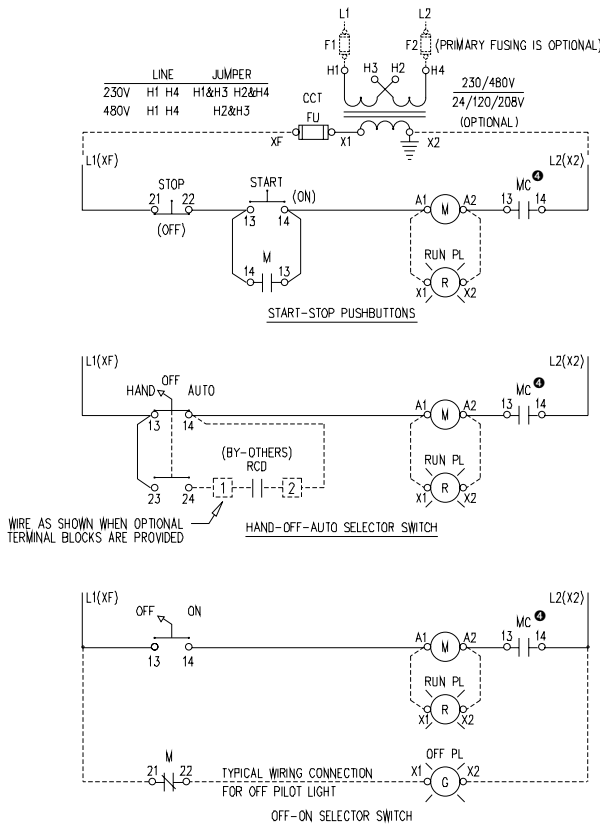 L1 L2
F1 F2 (PRIMARY FUSING IS OPTIONAL)
H1 H3 H2 H4
LINE JUMPER
230V H1 H4 H1&H3 H2&H4
480V H1 H4 H2&H3
230/480V
24/120/208V
(OPTIONAL)
CCT
FU
XF X1 X2
L1(XF) L2(X2)
STOP START MC ❹
21 22 (ON) A1 M A2 13 14
(OFF) 13 14
M RUN PL
14 13 X1 R X2
START-STOP PUSHBUTTONS
L1(XF) L2(X2)
HAND OFF AUTO MC ❹
13 14 A1 M A2 13 14
(BY-OTHERS) RUN PL
RCD
23 24 1 2 X1 R X2
WIRE AS SHOWN WHEN OPTIONAL
TERMINAL BLOCKS ARE PROVIDED
HAND-OFF-AUTO SELECTOR SWITCH
L1(XF) L2(X2)
OFF ON MC ❹
13 14 A1 M A2 13 14
RUN PL
X1 R X2
M OFF PL
21 22 TYPICAL WIRING CONNECTION X1 G X2
FOR OFF PILOT LIGHT
OFF-ON SELECTOR SWITCH